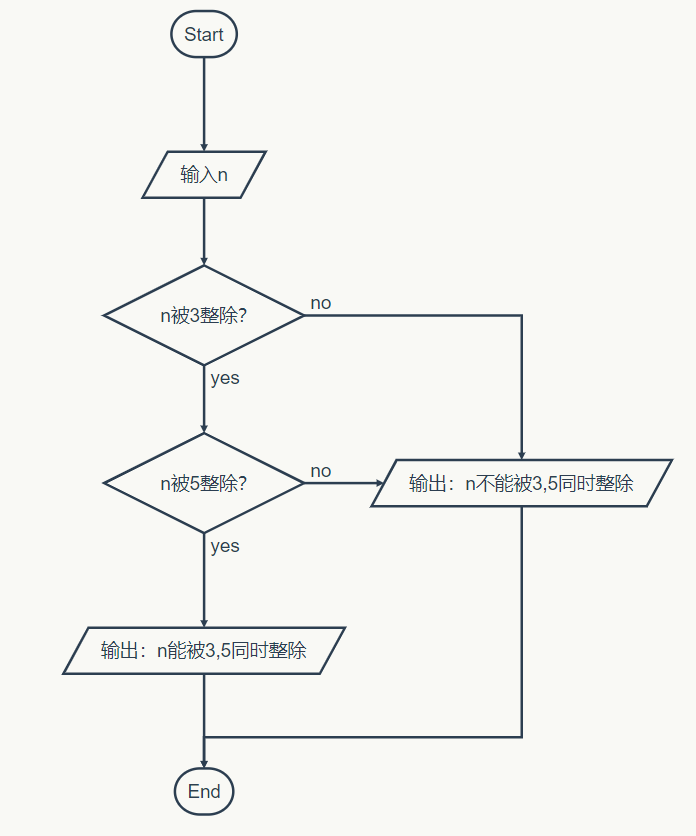 Start
输入n
n被3整除?
no
yes
n被5整除?
no
输出：n不能被3,5同时整除
yes
输出：n能被3,5同时整除
End